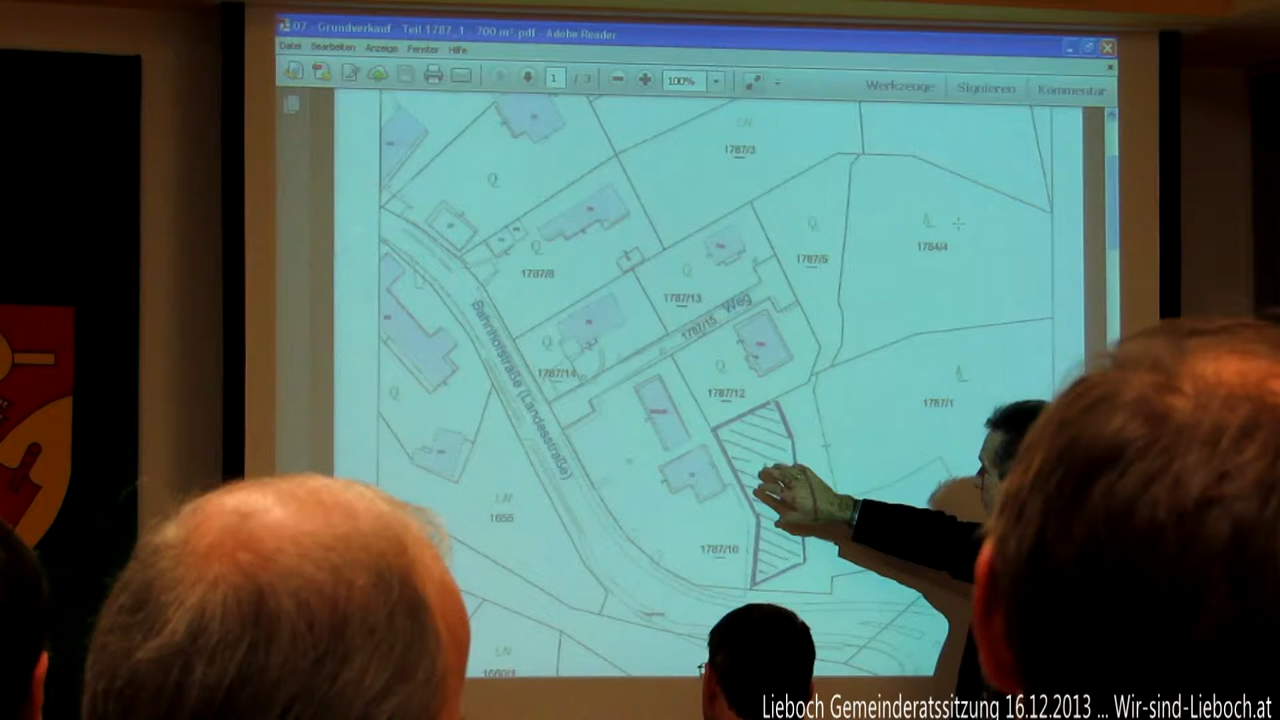 07 - Grundverkauf - Teil 1787_1 - 700 m².pdf - Adobe Reader
Datei Bearbeiten Anzeige Fenster Hilfe
1 / 3 100% Werkzeuge Signieren Kommentar
LN
1787/3
1784/4
1787/5
1787/8
1787/13
1787/15 Weg
1787/14
1787/12
1787/1
Bahnhofstraße (Landesstraße)
LN
1655
1787/10
LN
1660/1
Lieboch Gemeinderatssitzung 16.12.2013 ... Wir-sind-Lieboch.at